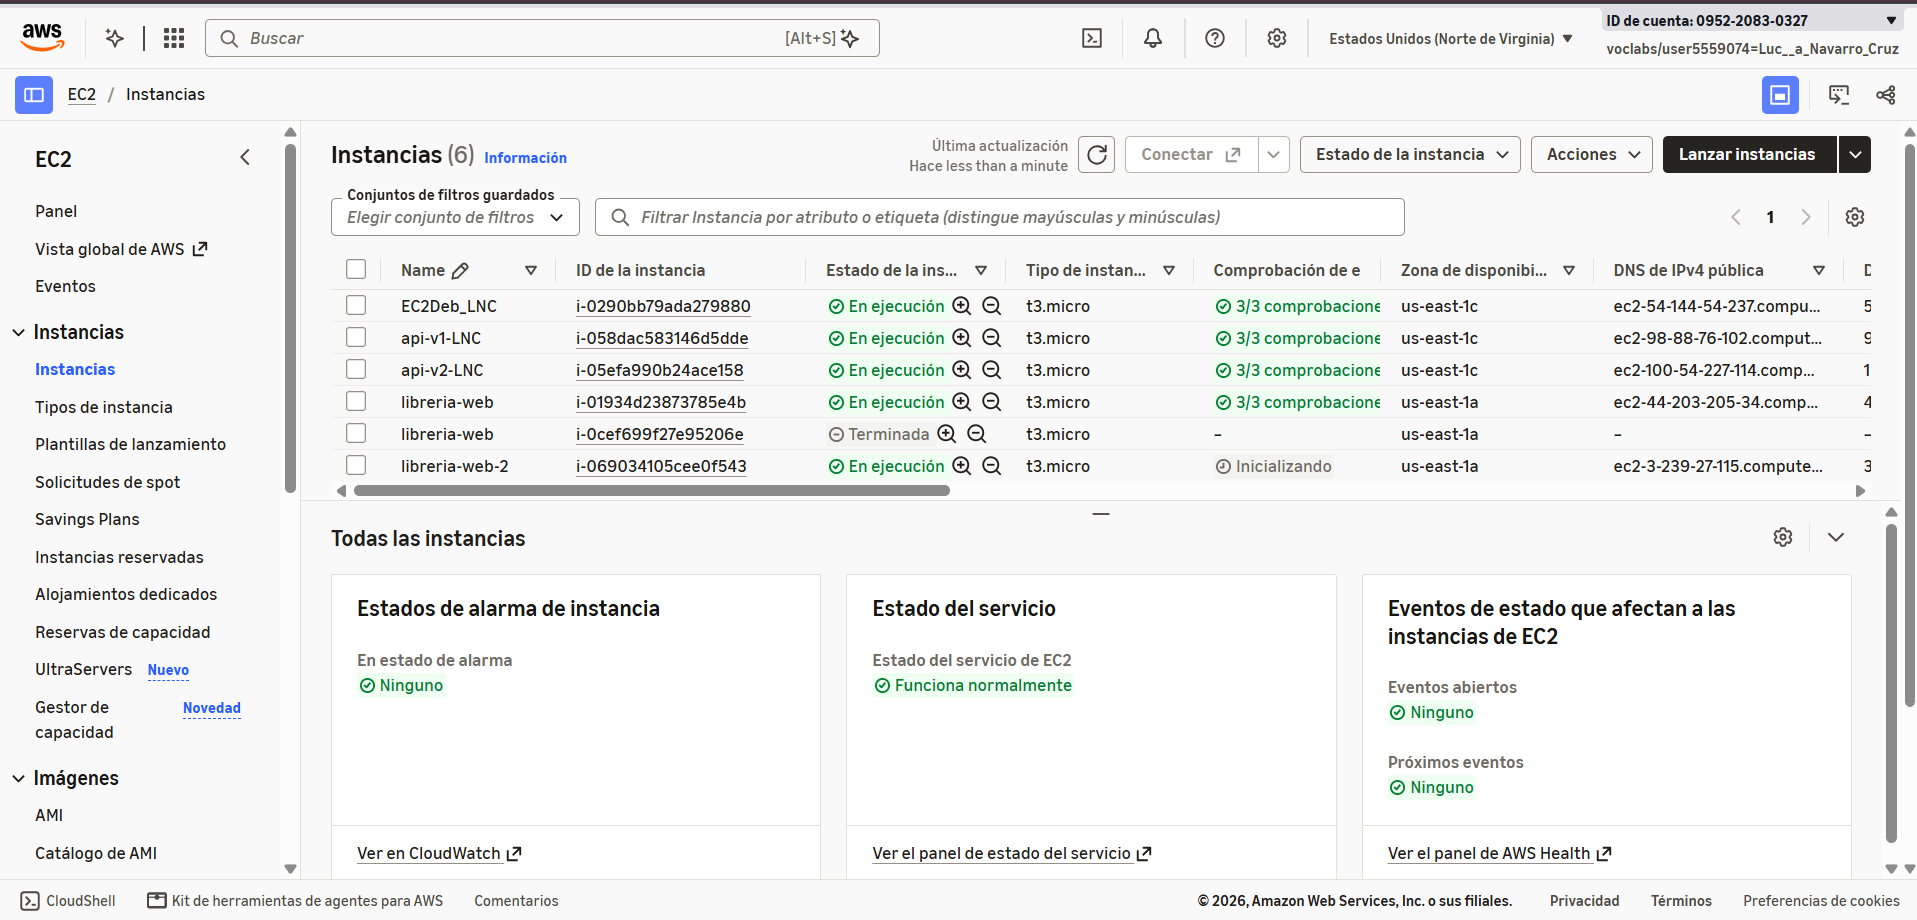 aws
Buscar
[Alt+S]
Estados Unidos (Norte de Virginia)
ID de cuenta: 0952-2083-0327
voclabs/user5559074=Luc__a_Navarro_Cruz
EC2 / Instancias
EC2
Panel
Vista global de AWS
Eventos
Instancias
Instancias
Tipos de instancia
Plantillas de lanzamiento
Solicitudes de spot
Savings Plans
Instancias reservadas
Alojamientos dedicados
Reservas de capacidad
UltraServers Nuevo
Gestor de capacidad Novedad
Imágenes
AMI
Catálogo de AMI
Instancias (6) Información
Última actualización
Hace less than a minute
Conectar
Estado de la instancia
Acciones
Lanzar instancias
Conjuntos de filtros guardados
Elegir conjunto de filtros
Filtrar Instancia por atributo o etiqueta (distingue mayúsculas y minúsculas)
1
Name ID de la instancia Estado de la ins... Tipo de instan... Comprobación de e Zona de disponibi... DNS de IPv4 pública D
EC2Deb_LNC i-0290bb79ada279880 En ejecución t3.micro 3/3 comprobacione us-east-1c ec2-54-144-54-237.compu... 5
api-v1-LNC i-058dac583146d5dde En ejecución t3.micro 3/3 comprobacione us-east-1c ec2-98-88-76-102.comput... 9
api-v2-LNC i-05efa990b24ace158 En ejecución t3.micro 3/3 comprobacione us-east-1c ec2-100-54-227-114.comp... 1
libreria-web i-01934d23873785e4b En ejecución t3.micro 3/3 comprobacione us-east-1a ec2-44-203-205-34.comp... 4
libreria-web i-0cef699f27e95206e Terminada t3.micro – us-east-1a – –
libreria-web-2 i-069034105cee0f543 En ejecución t3.micro Inicializando us-east-1a ec2-3-239-27-115.compute... 3
Todas las instancias
Estados de alarma de instancia
En estado de alarma
Ninguno
Ver en CloudWatch
Estado del servicio
Estado del servicio de EC2
Funciona normalmente
Ver el panel de estado del servicio
Eventos de estado que afectan a las
instancias de EC2
Eventos abiertos
Ninguno
Próximos eventos
Ninguno
Ver el panel de AWS Health
CloudShell
Kit de herramientas de agentes para AWS
Comentarios
© 2026, Amazon Web Services, Inc. o sus filiales.
Privacidad
Términos
Preferencias de cookies